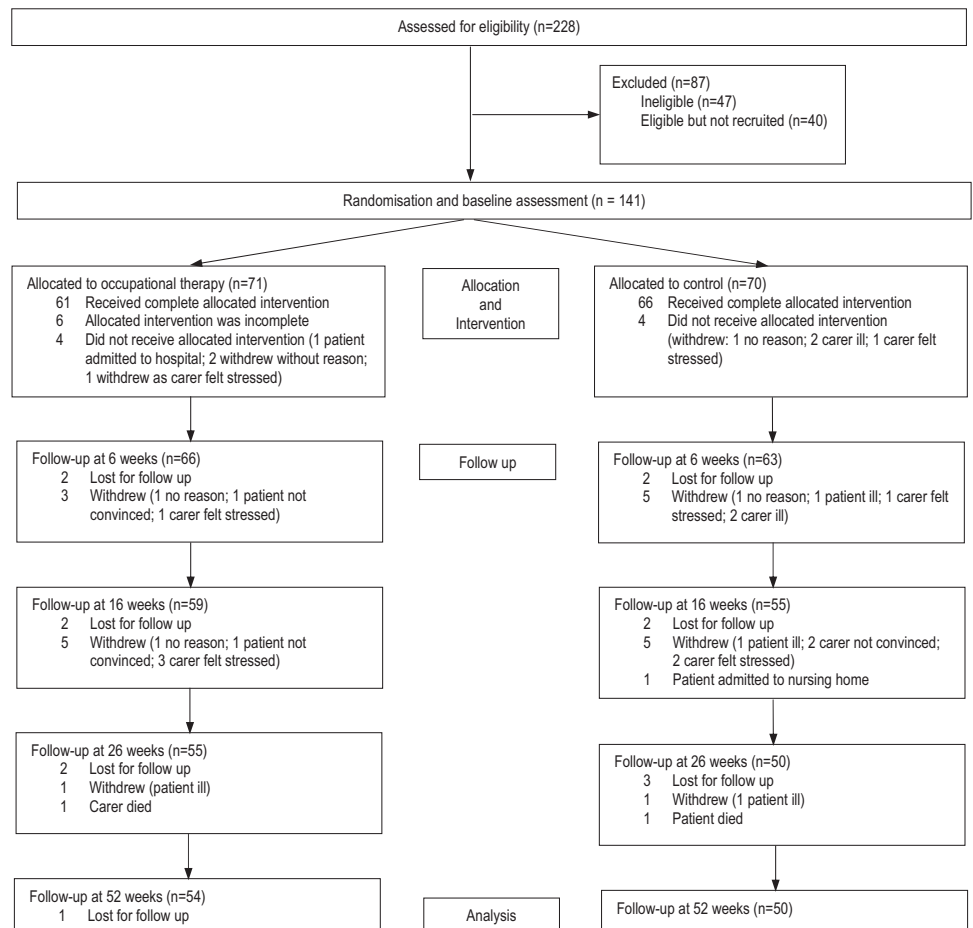 Assessed for eligibility (n=228)
Excluded (n=87)
Ineligible (n=47)
Eligible but not recruited (n=40)
Randomisation and baseline assessment (n = 141)
Allocated to occupational therapy (n=71)
61 Received complete allocated intervention
6 Allocated intervention was incomplete
4 Did not receive allocated intervention (1 patient
admitted to hospital; 2 withdrew without reason;
1 withdrew as carer felt stressed)
Allocation
and
Intervention
Allocated to control (n=70)
66 Received complete allocated intervention
4 Did not receive allocated intervention
(withdrew: 1 no reason; 2 carer ill; 1 carer felt
stressed)
Follow-up at 6 weeks (n=66)
2 Lost for follow up
3 Withdrew (1 no reason; 1 patient not
convinced; 1 carer felt stressed)
Follow up
Follow-up at 6 weeks (n=63)
2 Lost for follow up
5 Withdrew (1 no reason; 1 patient ill; 1 carer felt
stressed; 2 carer ill)
Follow-up at 16 weeks (n=59)
2 Lost for follow up
5 Withdrew (1 no reason; 1 patient not
convinced; 3 carer felt stressed)
Follow-up at 16 weeks (n=55)
2 Lost for follow up
5 Withdrew (1 patient ill; 2 carer not convinced;
2 carer felt stressed)
1 Patient admitted to nursing home
Follow-up at 26 weeks (n=55)
2 Lost for follow up
1 Withdrew (patient ill)
1 Carer died
Follow-up at 26 weeks (n=50)
3 Lost for follow up
1 Withdrew (1 patient ill)
1 Patient died
Follow-up at 52 weeks (n=54)
1 Lost for follow up
Analysis
Follow-up at 52 weeks (n=50)